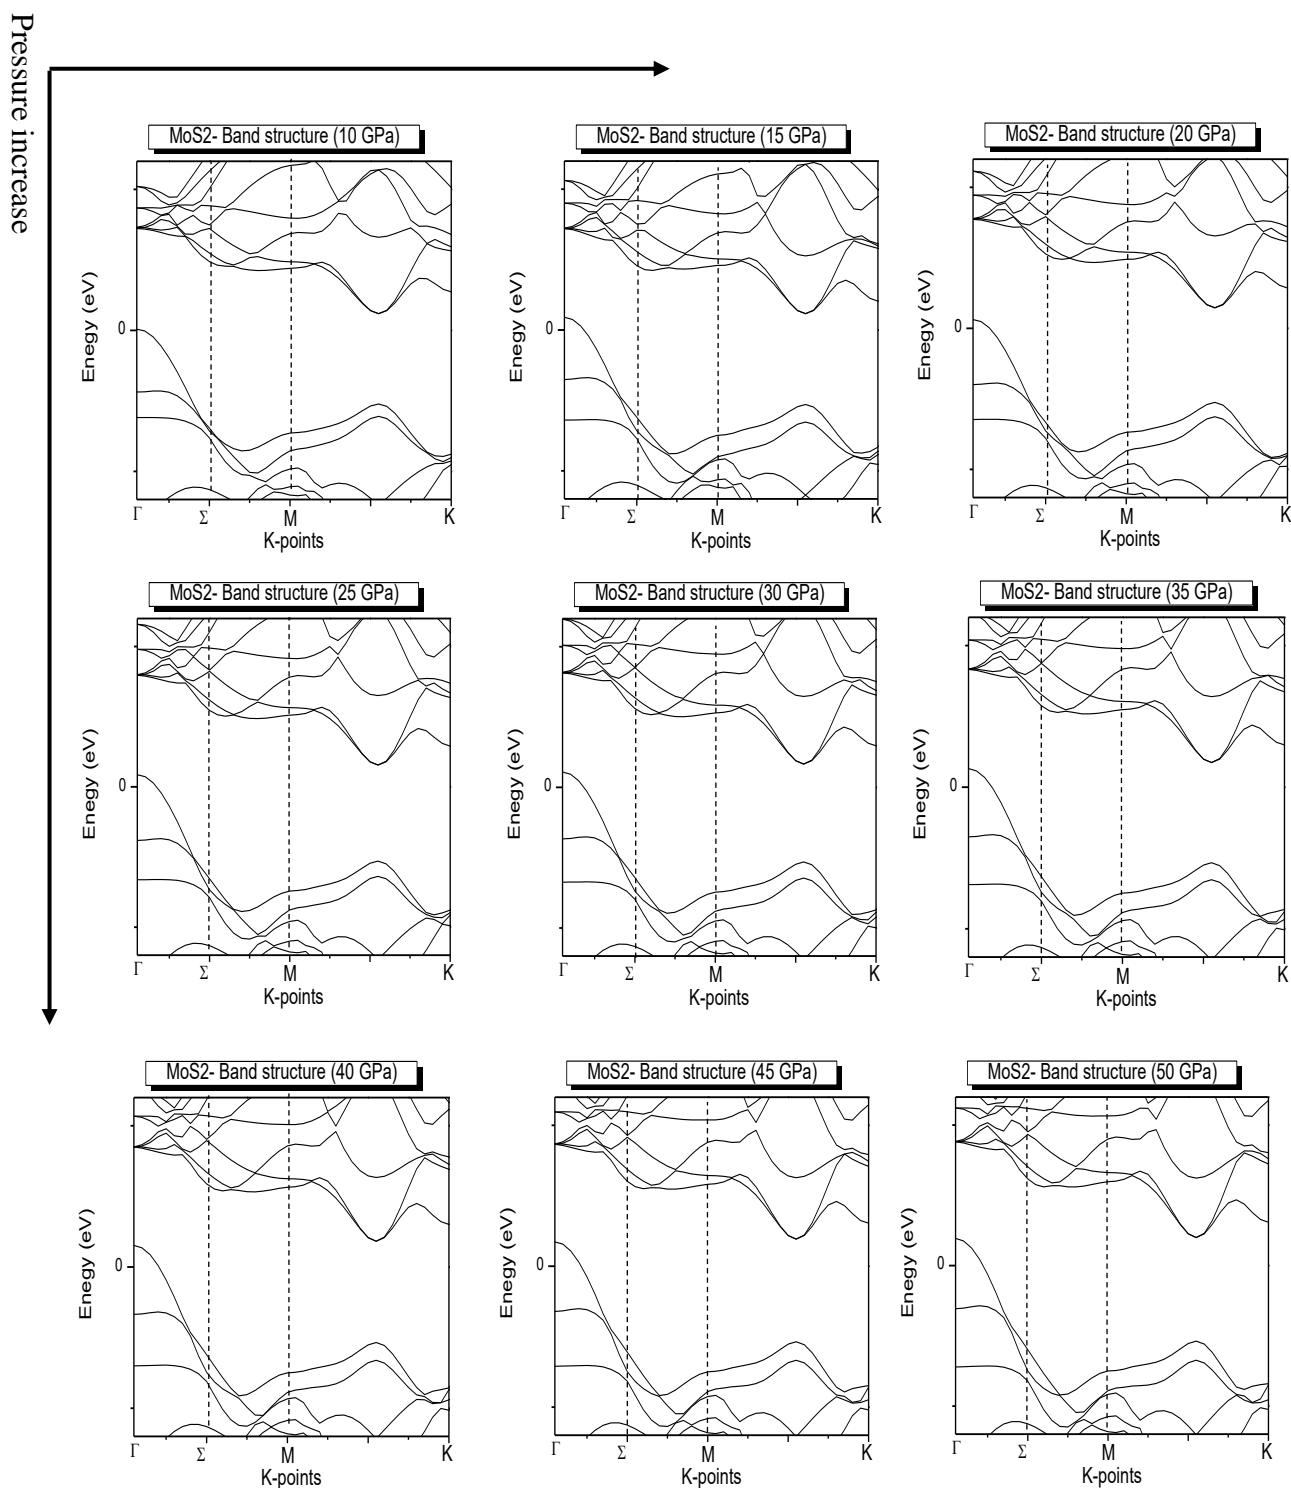 Pressure increase
MoS2- Band structure (10 GPa)
Enegy (eV)
0
Γ Σ M K
K-points
MoS2- Band structure (15 GPa)
Enegy (eV)
0
Γ Σ M K
K-points
MoS2- Band structure (20 GPa)
Enegy (eV)
0
Γ Σ M K
K-points
MoS2- Band structure (25 GPa)
Enegy (eV)
0
Γ Σ M K
K-points
MoS2- Band structure (30 GPa)
Enegy (eV)
0
Γ Σ M K
K-points
MoS2- Band structure (35 GPa)
Enegy (eV)
0
Γ Σ M K
K-points
MoS2- Band structure (40 GPa)
Enegy (eV)
0
Γ Σ M K
K-points
MoS2- Band structure (45 GPa)
Enegy (eV)
0
Γ Σ M K
K-points
MoS2- Band structure (50 GPa)
Enegy (eV)
0
Γ Σ M K
K-points